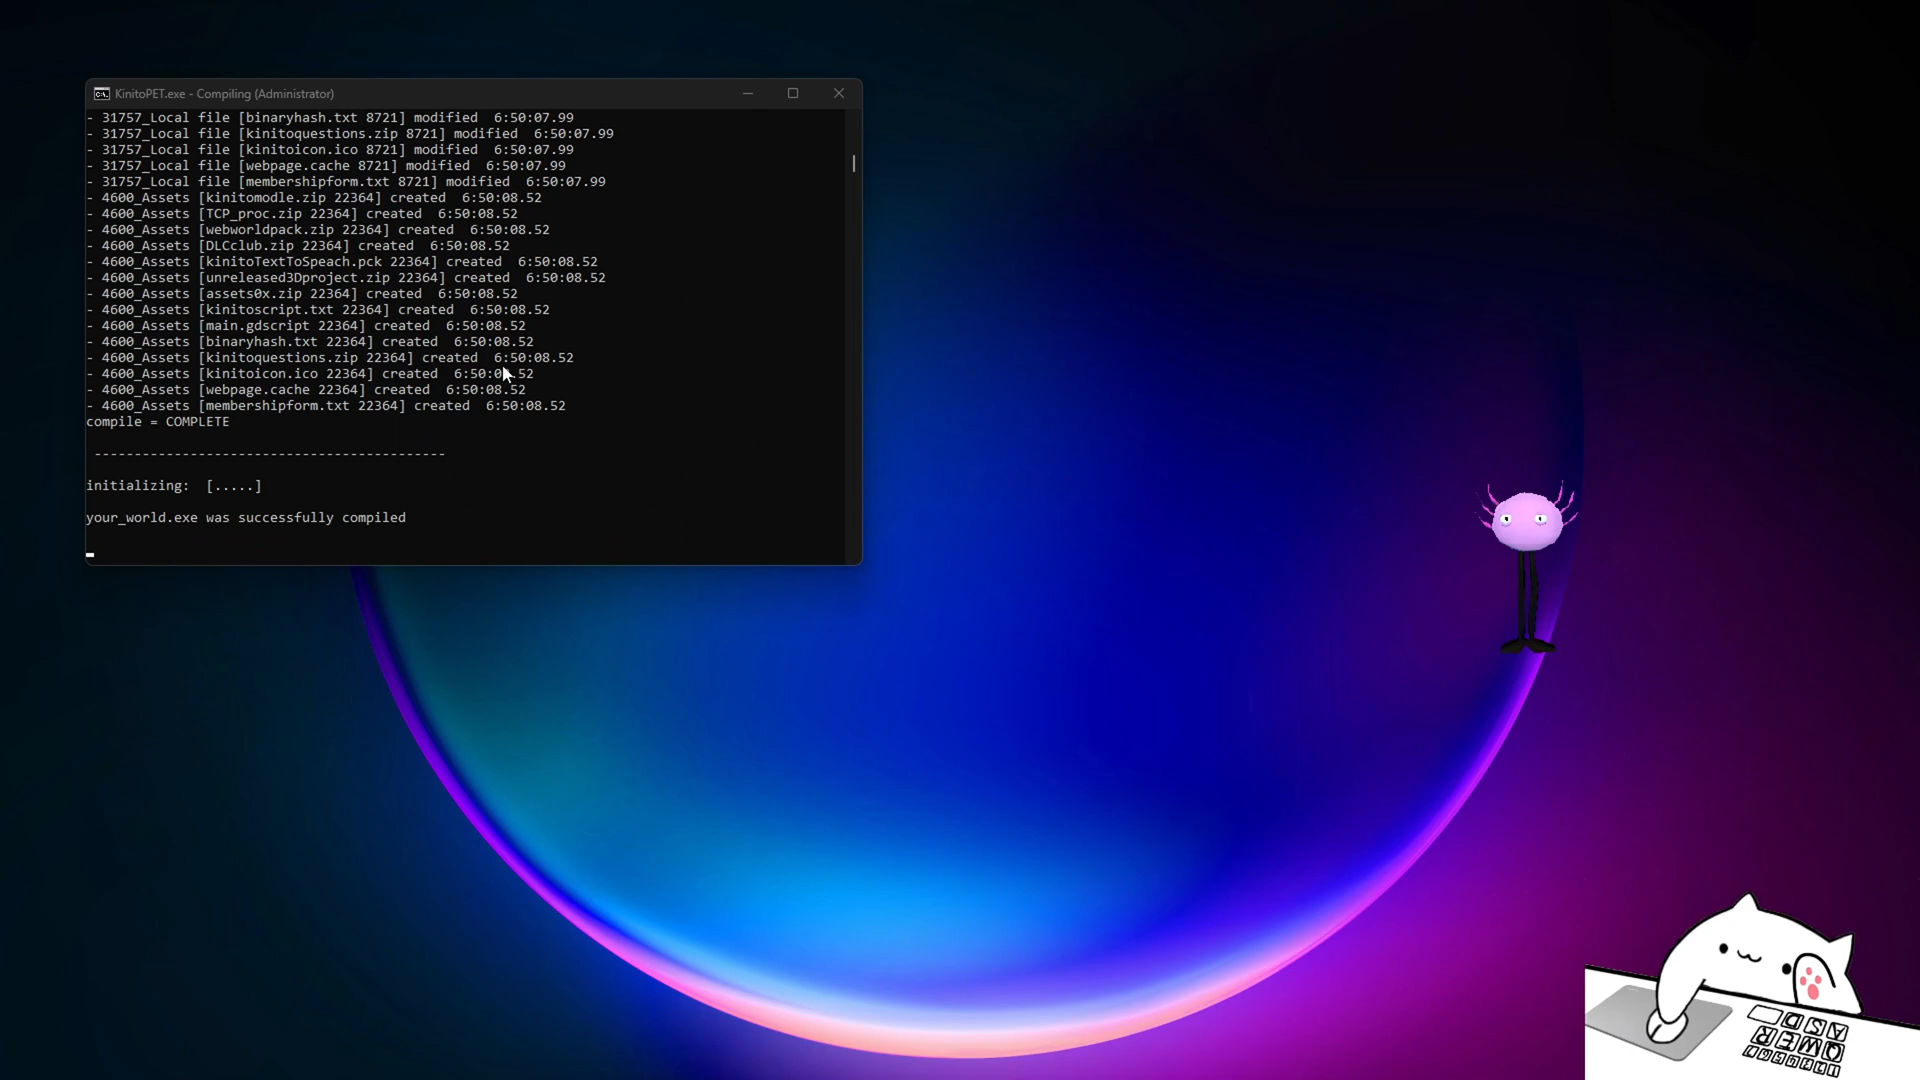 KinitoPET.exe - Compiling (Administrator)
- 31757_Local file [binaryhash.txt 8721] modified  6:50:07.99
- 31757_Local file [kinitoquestions.zip 8721] modified  6:50:07.99
- 31757_Local file [kinitoicon.ico 8721] modified  6:50:07.99
- 31757_Local file [webpage.cache 8721] modified  6:50:07.99
- 31757_Local file [membershipform.txt 8721] modified  6:50:07.99
- 4600_Assets [kinitomodle.zip 22364] created  6:50:08.52
- 4600_Assets [TCP_proc.zip 22364] created  6:50:08.52
- 4600_Assets [webworldpack.zip 22364] created  6:50:08.52
- 4600_Assets [DLCclub.zip 22364] created  6:50:08.52
- 4600_Assets [kinitoTextToSpeach.pck 22364] created  6:50:08.52
- 4600_Assets [unreleased3Dproject.zip 22364] created  6:50:08.52
- 4600_Assets [assets0x.zip 22364] created  6:50:08.52
- 4600_Assets [kinitoscript.txt 22364] created  6:50:08.52
- 4600_Assets [main.gdscript 22364] created  6:50:08.52
- 4600_Assets [binaryhash.txt 22364] created  6:50:08.52
- 4600_Assets [kinitoquestions.zip 22364] created  6:50:08.52
- 4600_Assets [kinitoicon.ico 22364] created  6:50:08.52
- 4600_Assets [webpage.cache 22364] created  6:50:08.52
- 4600_Assets [membershipform.txt 22364] created  6:50:08.52
compile = COMPLETE
--------------------------------------------
initializing:  [.....]
your_world.exe was successfully compiled
A S D
Q W E R